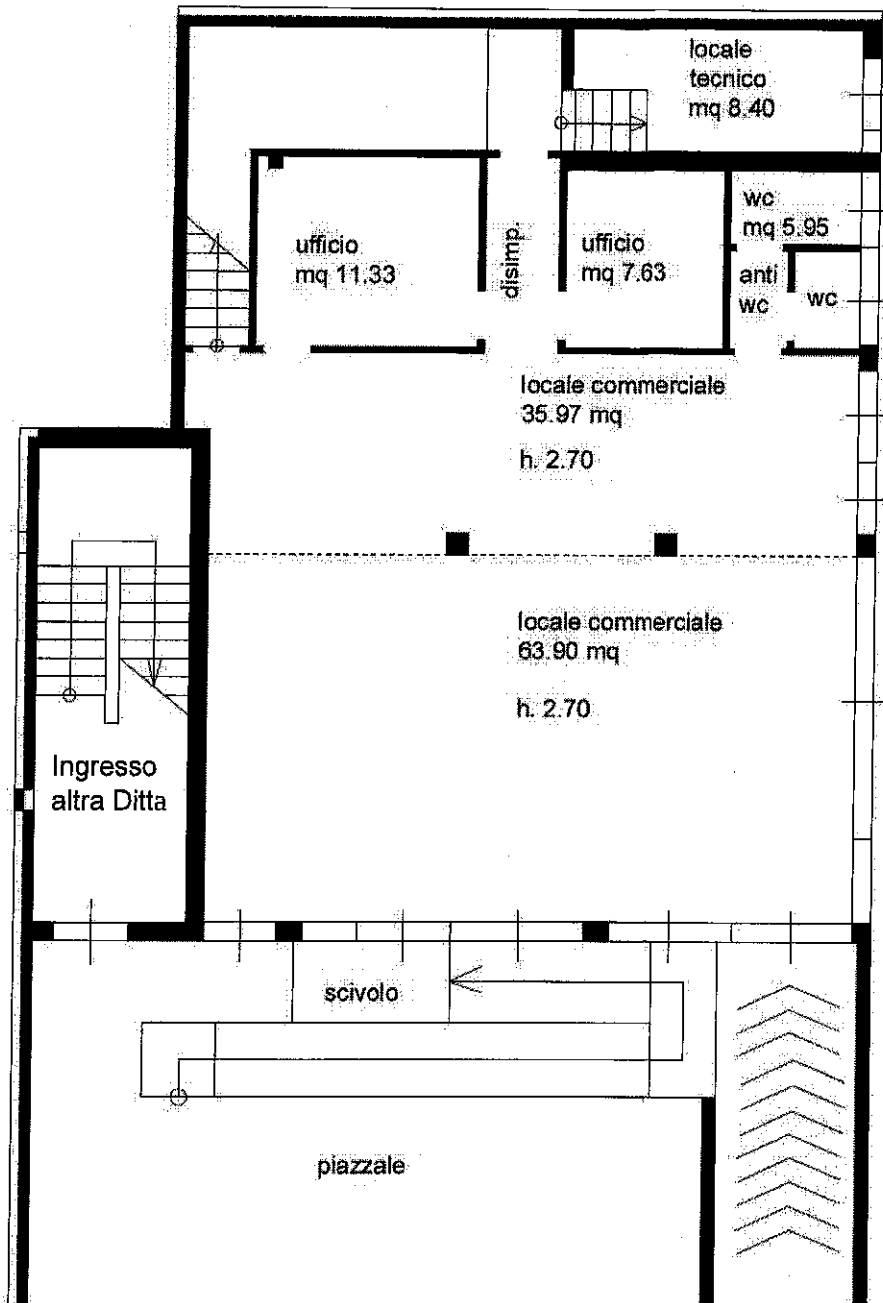 locale
tecnico
mq 8.40
wc
mq 5.95
ufficio
mq 11.33
disimp.
ufficio
mq 7.63
anti
wc
wc
locale commerciale
35.97 mq
h. 2.70
locale commerciale
63.90 mq
h. 2.70
Ingresso
altra Ditta
scivolo
piazzale